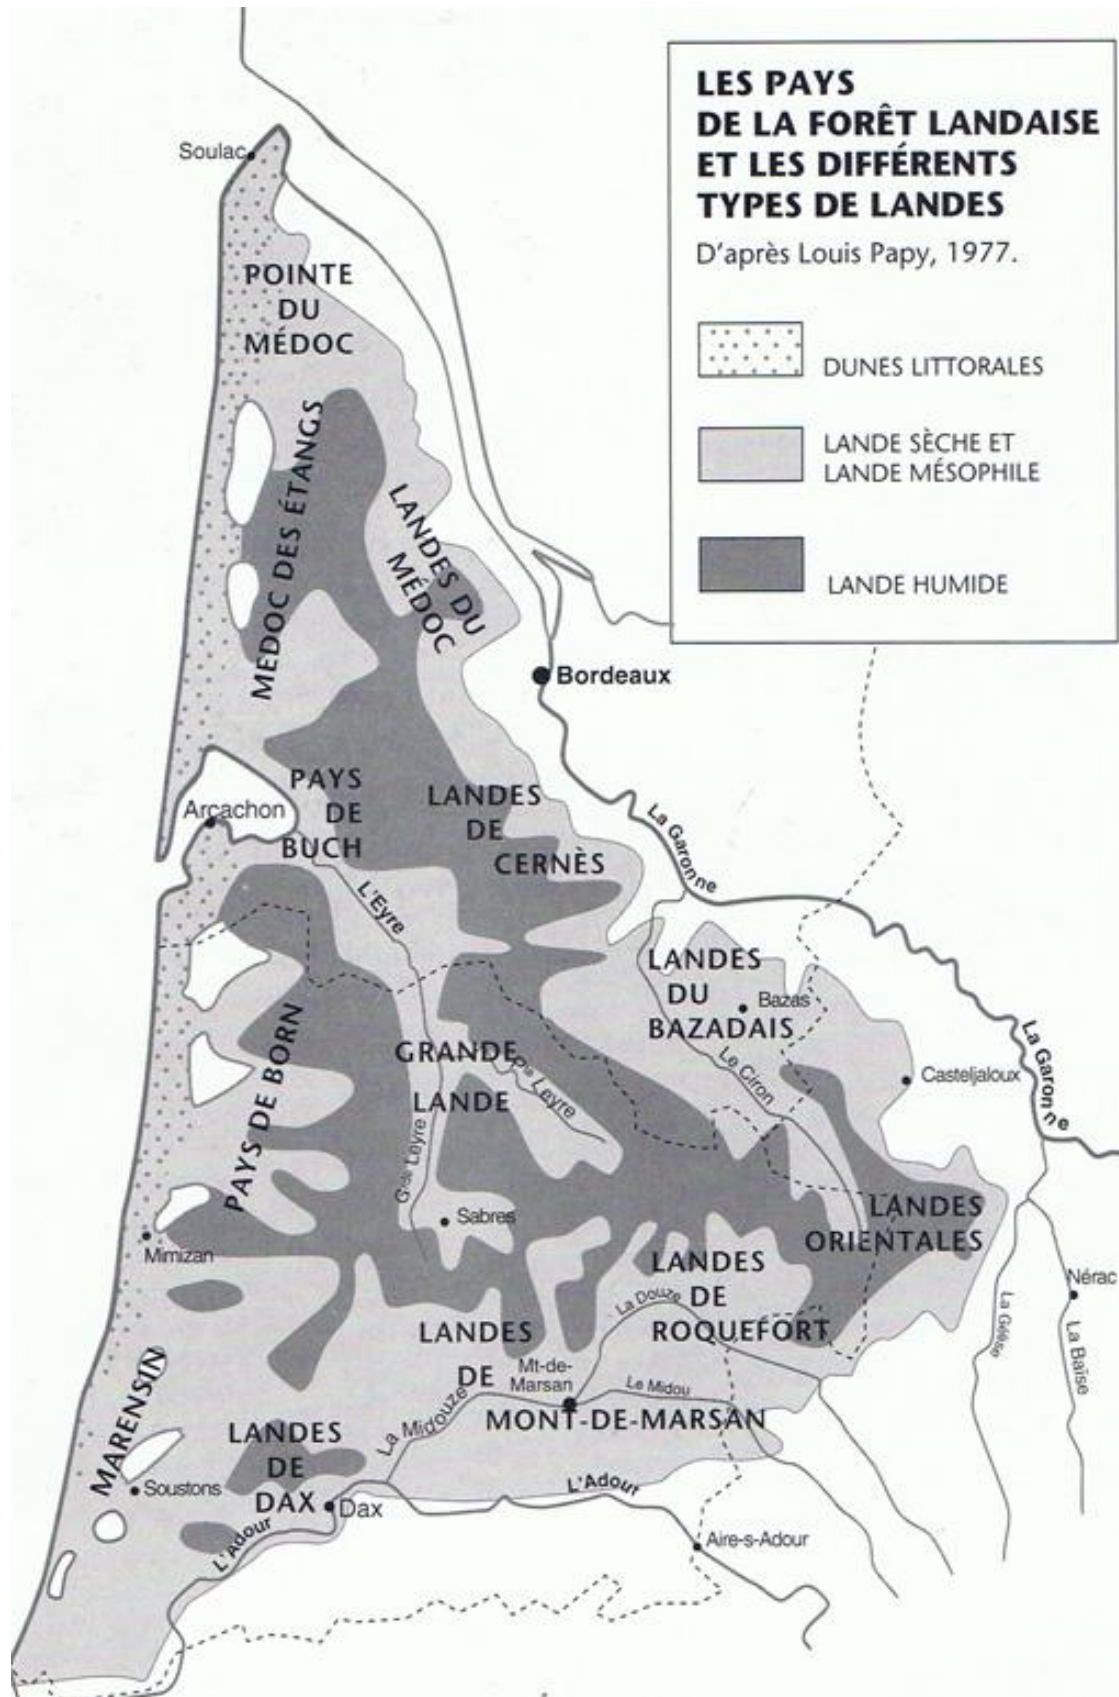 LES PAYS
DE LA FORÊT LANDAISE
ET LES DIFFÉRENTS
TYPES DE LANDES
D'après Louis Papy, 1977.
DUNES LITTORALES
LANDE SÈCHE ET
LANDE MÉSOPHILE
LANDE HUMIDE
Soulac
POINTE
DU
MÉDOC
MÉDOC DES ÉTANGS
LANDES DU
MÉDOC
Bordeaux
PAYS
DE
BUCH
Arcachon
LANDES
DE
CERNÈS
La Garonne
L'Eyre
LANDES
DU
BAZADAIS
Bazas
Le Ciron
Casteljaloux
La Garonne
PAYS DE BORN
GRANDE
LANDE
Pte Leyre
Gde Leyre
Sabres
Mimizan
LANDES
ORIENTALES
LANDES
DE
ROQUEFORT
La Douze
Nérac
La Gélise
La Baïse
LANDES
DE
MONT-DE-MARSAN
Mt-de-
Marsan
Le Midou
La Midouze
MARENSIN
Soustons
LANDES
DE
DAX
Dax
L'Adour
L'Adour
Aire-s-Adour